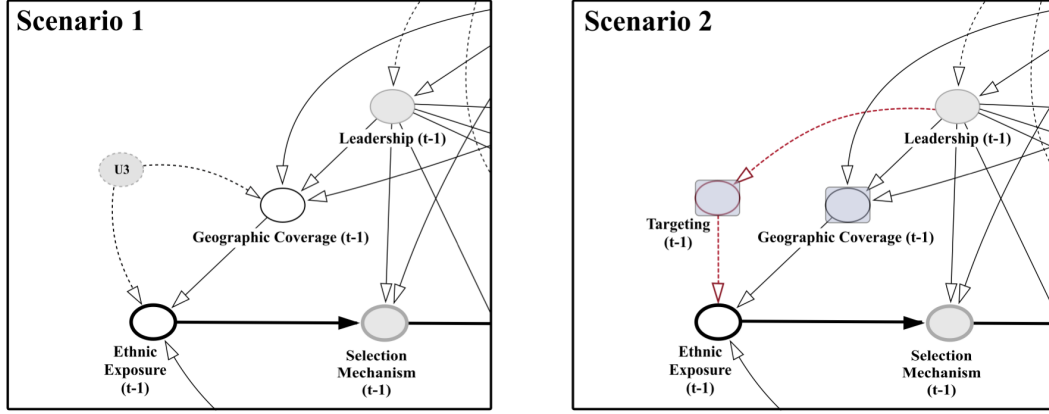 Scenario 1
Leadership (t-1)
U3
Geographic Coverage (t-1)
Ethnic
Exposure
(t-1)
Selection
Mechanism
(t-1)
Scenario 2
Leadership (t-1)
Targeting
(t-1)
Geographic Coverage (t-1)
Ethnic
Exposure
(t-1)
Selection
Mechanism
(t-1)